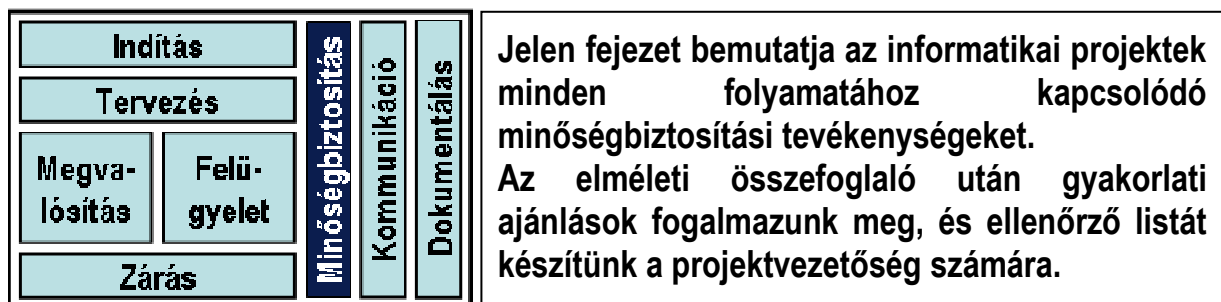 Indítás
Tervezés
Megva-
lósítás
Felü-
gyelet
Zárás
Minőségbiztosítás
Kommunikáció
Dokumentálás
Jelen fejezet bemutatja az informatikai projektek
minden folyamatához kapcsolódó
minőségbiztosítási tevékenységeket.
Az elméleti összefoglaló után gyakorlati
ajánlások fogalmazunk meg, és ellenőrző listát
készítünk a projektvezetőség számára.